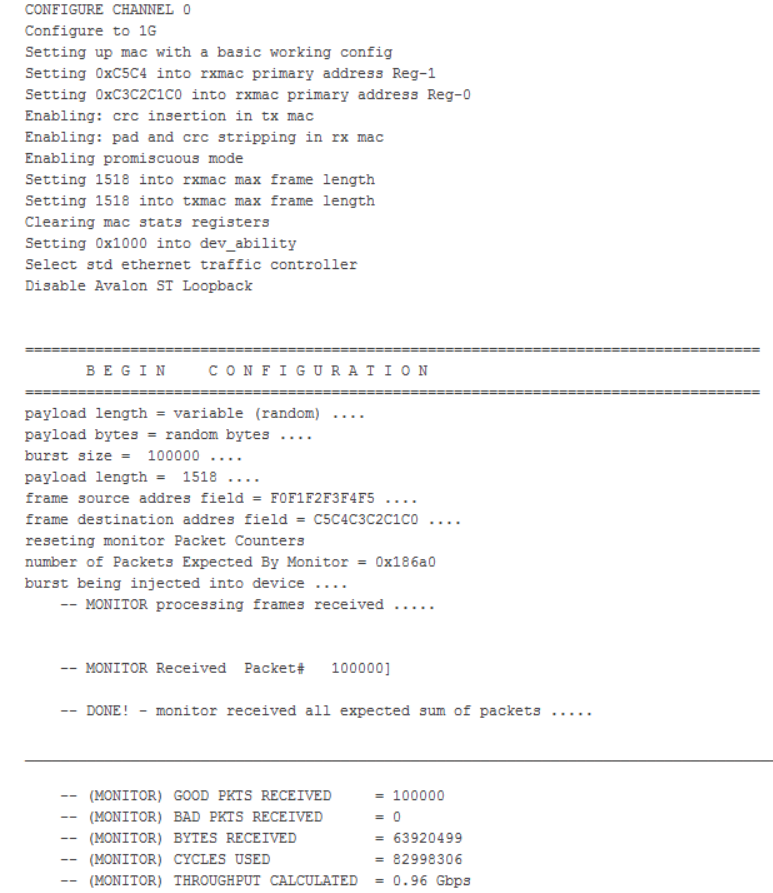 CONFIGURE CHANNEL 0
Configure to 1G
Setting up mac with a basic working config
Setting 0xC5C4 into rxmac primary address Reg-1
Setting 0xC3C2C1C0 into rxmac primary address Reg-0
Enabling: crc insertion in tx mac
Enabling: pad and crc stripping in rx mac
Enabling promiscuous mode
Setting 1518 into rxmac max frame length
Setting 1518 into txmac max frame length
Clearing mac stats registers
Setting 0x1000 into dev_ability
Select std ethernet traffic controller
Disable Avalon ST Loopback
===================================================================================
B E G I N    C O N F I G U R A T I O N
===================================================================================
payload length = variable (random) ....
payload bytes = random bytes ....
burst size =  100000 ....
payload length =  1518 ....
frame source addres field = F0F1F2F3F4F5 ....
frame destination addres field = C5C4C3C2C1C0 ....
reseting monitor Packet Counters
number of Packets Expected By Monitor = 0x186a0
burst being injected into device ....
-- MONITOR processing frames received .....
-- MONITOR Received  Packet#   100000]
-- DONE! - monitor received all expected sum of packets .....
-- (MONITOR) GOOD PKTS RECEIVED     = 100000
-- (MONITOR) BAD PKTS RECEIVED      = 0
-- (MONITOR) BYTES RECEIVED         = 63920499
-- (MONITOR) CYCLES USED            = 82998306
-- (MONITOR) THROUGHPUT CALCULATED  = 0.96 Gbps